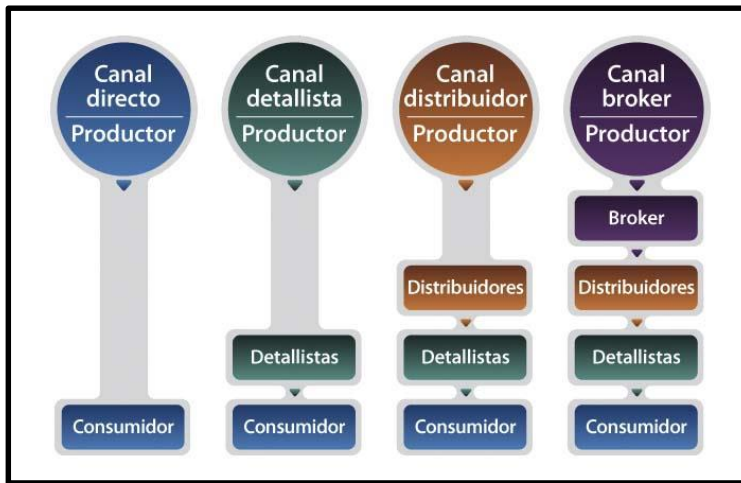 Canal
directo
Productor
Consumidor
Canal
detallista
Productor
Detallistas
Consumidor
Canal
distribuidor
Productor
Distribuidores
Detallistas
Consumidor
Canal
broker
Productor
Broker
Distribuidores
Detallistas
Consumidor